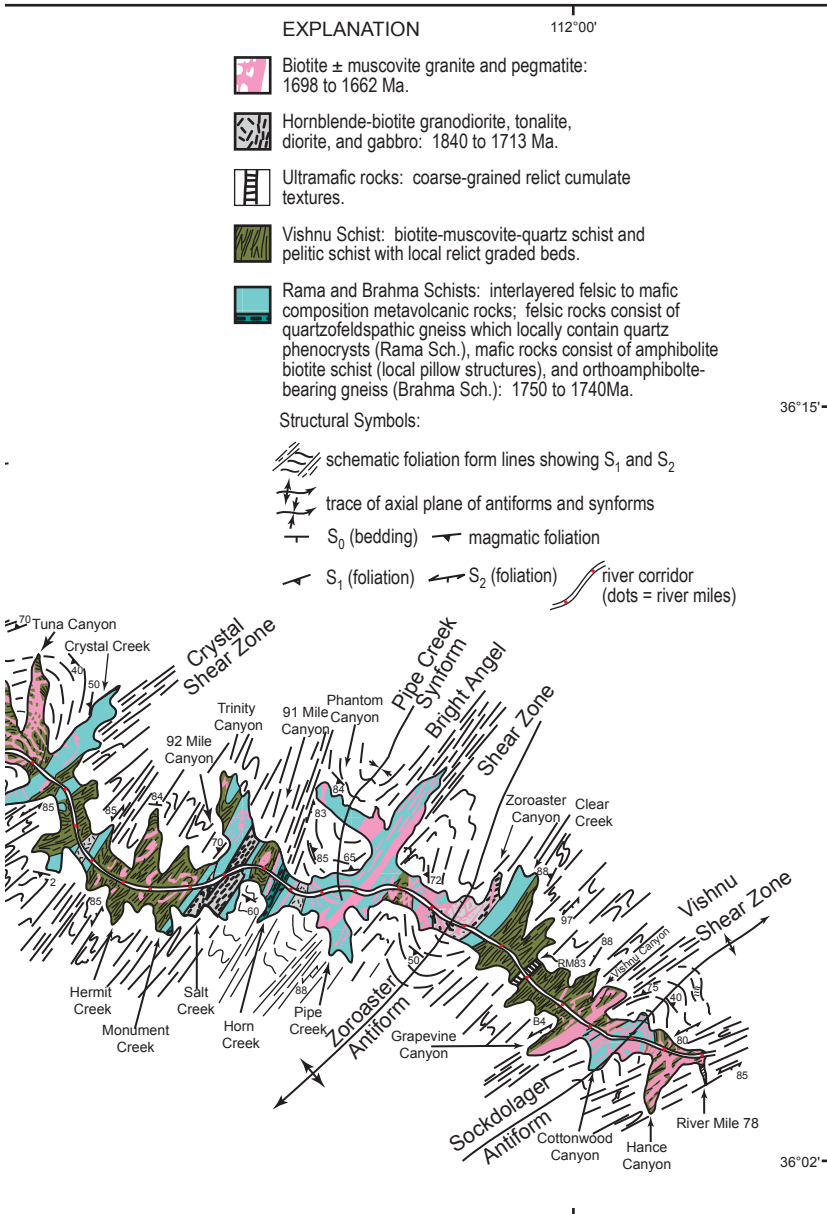 EXPLANATION
112°00'
Biotite ± muscovite granite and pegmatite:
1698 to 1662 Ma.
Hornblende-biotite granodiorite, tonalite,
diorite, and gabbro: 1840 to 1713 Ma.
Ultramafic rocks: coarse-grained relict cumulate
textures.
Vishnu Schist: biotite-muscovite-quartz schist and
pelitic schist with local relict graded beds.
Rama and Brahma Schists: interlayered felsic to mafic
composition metavolcanic rocks; felsic rocks consist of
quartzofeldspathic gneiss which locally contain quartz
phenocrysts (Rama Sch.), mafic rocks consist of amphibolite
biotite schist (local pillow structures), and orthoamphibolte-
bearing gneiss (Brahma Sch.): 1750 to 1740Ma.
36°15'
Structural Symbols:
schematic foliation form lines showing S1 and S2
trace of axial plane of antiforms and synforms
S0 (bedding)
magmatic foliation
S1 (foliation)
S2 (foliation)
river corridor
(dots = river miles)
70
Tuna Canyon
Crystal Creek
40
50
Crystal
Shear Zone
Trinity
Canyon
92 Mile
Canyon
91 Mile
Canyon
Phantom
Canyon
Pipe Creek
Synform
Bright Angel
Shear Zone
Zoroaster
Canyon
Clear
Creek
85
85
84
70
83
84
85
65
72
88
97
88
2
85
60
88
50
RM83
Vishnu Canyon
Vishnu
Shear Zone
75
40
B4
80
85
Hermit
Creek
Monument
Creek
Salt
Creek
Horn
Creek
Pipe
Creek
Zoroaster
Antiform
Grapevine
Canyon
Sockdolager
Antiform
Cottonwood
Canyon
Hance
Canyon
River Mile 78
36°02'